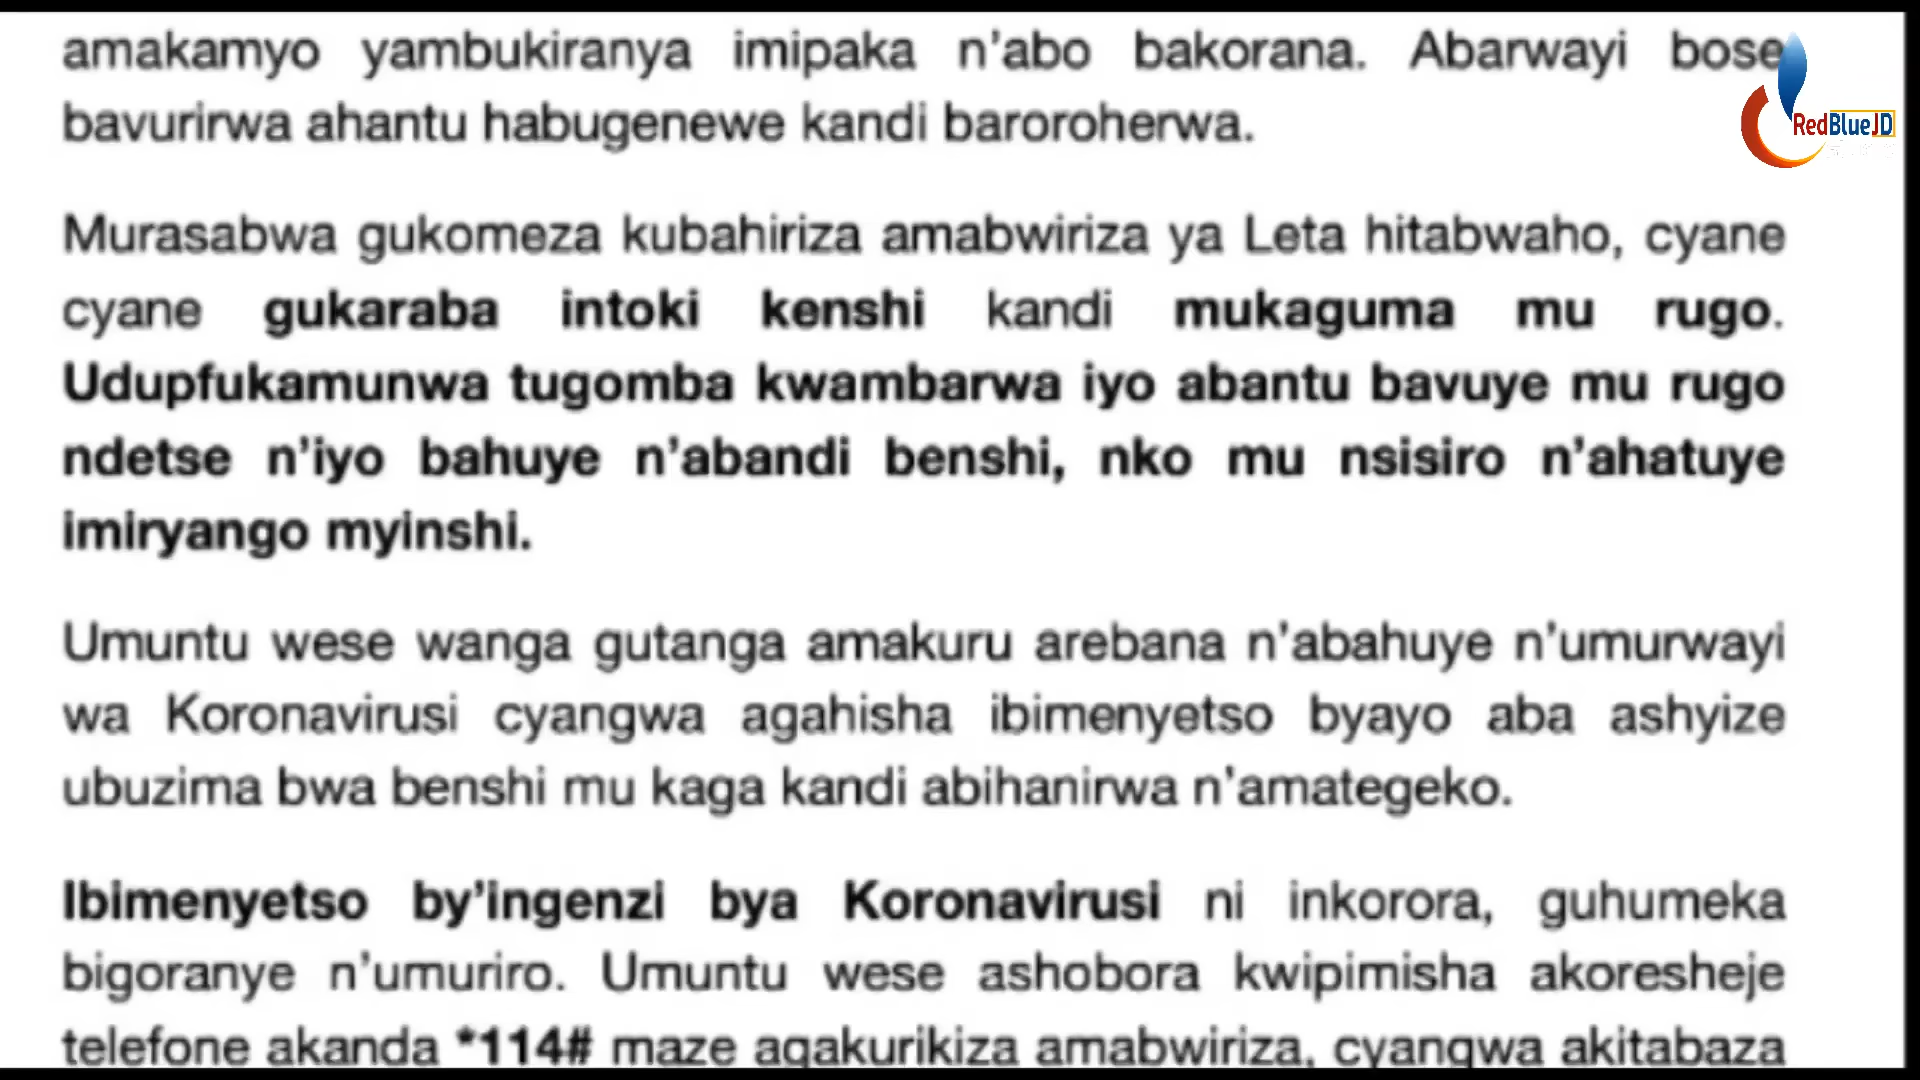 amakamyo yambukiranya imipaka n’abo bakorana. Abarwayi bose
bavurirwa ahantu habugenewe kandi baroroherwa.
RedBlueJD
Murasabwa gukomeza kubahiriza amabwiriza ya Leta hitabwaho, cyane
cyane gukaraba intoki kenshi kandi mukaguma mu rugo.
Udupfukamunwa tugomba kwambarwa iyo abantu bavuye mu rugo
ndetse n’iyo bahuye n’abandi benshi, nko mu nsisiro n’ahatuye
imiryango myinshi.
Umuntu wese wanga gutanga amakuru arebana n’abahuye n’umurwayi
wa Koronavirusi cyangwa agahisha ibimenyetso byayo aba ashyize
ubuzima bwa benshi mu kaga kandi abihanirwa n’amategeko.
Ibimenyetso by’ingenzi bya Koronavirusi ni inkorora, guhumeka
bigoranye n’umuriro. Umuntu wese ashobora kwipimisha akoresheje
telefone akanda *114# maze agakurikiza amabwiriza, cyangwa akitabaza